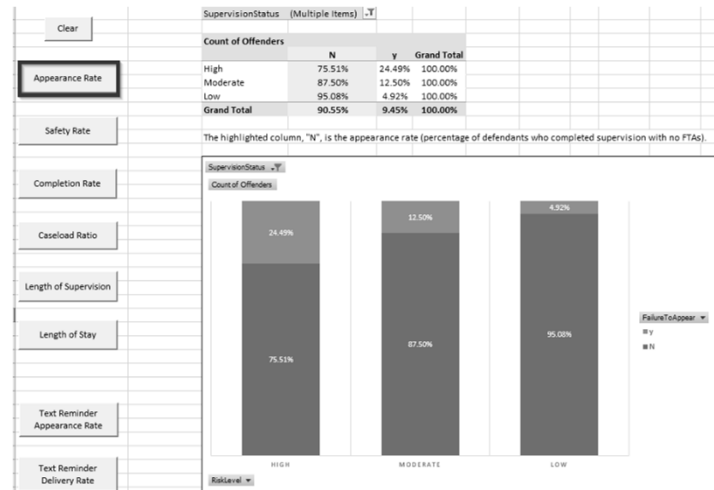 Clear
Appearance Rate
Safety Rate
Completion Rate
Caseload Ratio
Length of Supervision
Length of Stay
Text Reminder
Appearance Rate
Text Reminder
Delivery Rate
SupervisionStatus (Multiple Items)
Count of Offenders
N y Grand Total
High 75.51% 24.49% 100.00%
Moderate 87.50% 12.50% 100.00%
Low 95.08% 4.92% 100.00%
Grand Total 90.55% 9.45% 100.00%
The highlighted column, "N", is the appearance rate (percentage of defendants who completed supervision with no FTAs).
SupervisionStatus
Count of Offenders
24.49% 12.50% 4.92%
75.51% 87.50% 95.08%
FailureToAppear
y
N
HIGH MODERATE LOW
RiskLevel